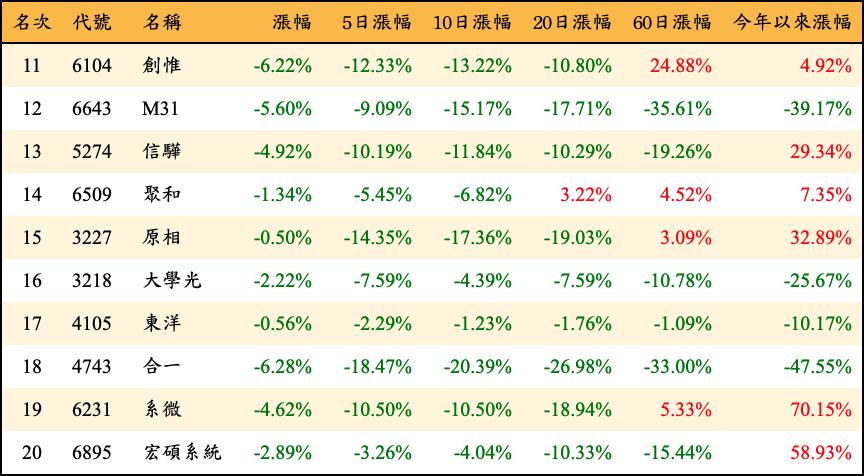 名次 代號 名稱 漲幅 5日漲幅 10日漲幅 20日漲幅 60日漲幅 今年以來漲幅
11 6104 創惟 -6.22% -12.33% -13.22% -10.80% 24.88% 4.92%
12 6643 M31 -5.60% -9.09% -15.17% -17.71% -35.61% -39.17%
13 5274 信驊 -4.92% -10.19% -11.84% -10.29% -19.26% 29.34%
14 6509 聚和 -1.34% -5.45% -6.82% 3.22% 4.52% 7.35%
15 3227 原相 -0.50% -14.35% -17.36% -19.03% 3.09% 32.89%
16 3218 大學光 -2.22% -7.59% -4.39% -7.59% -10.78% -25.67%
17 4105 東洋 -0.56% -2.29% -1.23% -1.76% -1.09% -10.17%
18 4743 合一 -6.28% -18.47% -20.39% -26.98% -33.00% -47.55%
19 6231 系微 -4.62% -10.50% -10.50% -18.94% 5.33% 70.15%
20 6895 宏碩系統 -2.89% -3.26% -4.04% -10.33% -15.44% 58.93%